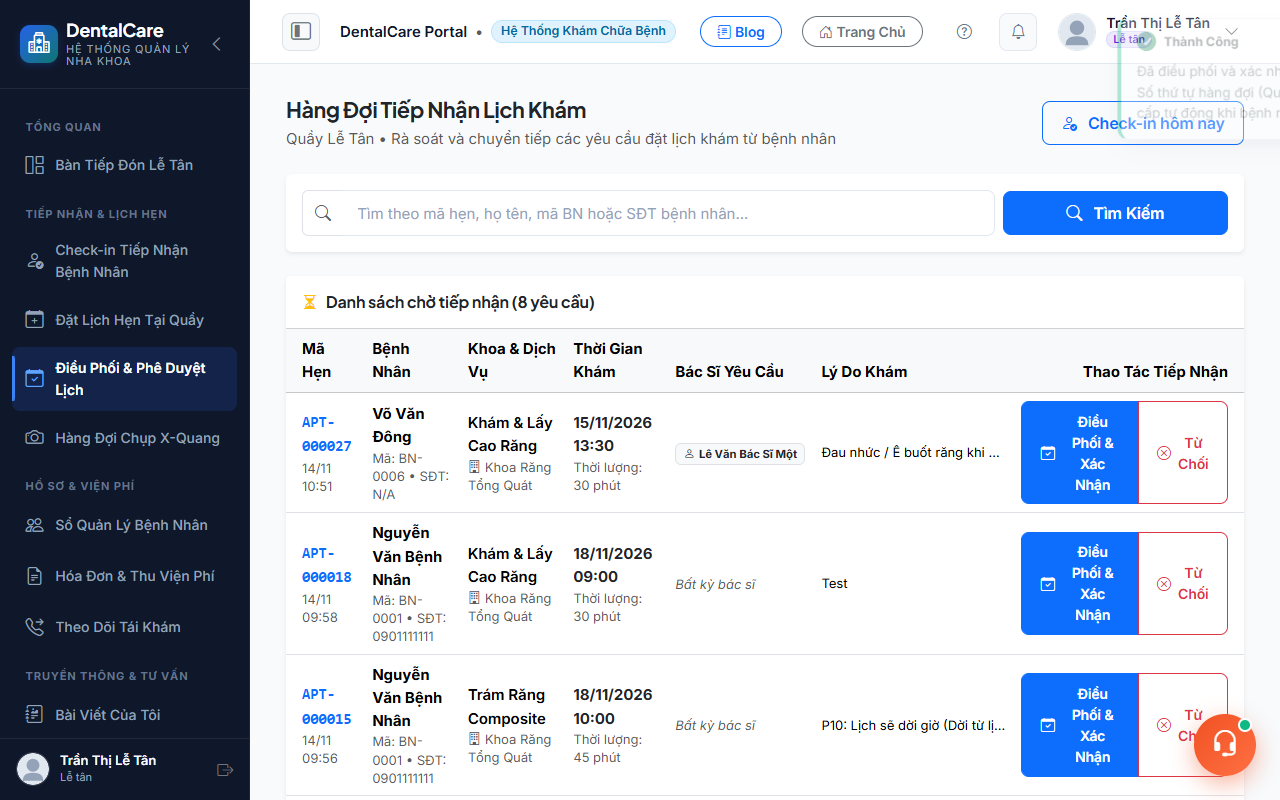 DentalCare
HỆ THỐNG QUẢN LÝ
NHA KHOA
TỔNG QUAN
Bàn Tiếp Đón Lễ Tân
TIẾP NHẬN & LỊCH HẸN
Check-in Tiếp Nhận
Bệnh Nhân
Đặt Lịch Hẹn Tại Quầy
Điều Phối & Phê Duyệt
Lịch
Hàng Đợi Chụp X-Quang
HỒ SƠ & VIỆN PHÍ
Sổ Quản Lý Bệnh Nhân
Hóa Đơn & Thu Viện Phí
Theo Dõi Tái Khám
TRUYỀN THÔNG & TƯ VẤN
Bài Viết Của Tôi
Trần Thị Lễ Tân
Lễ tân
DentalCare Portal • Hệ Thống Khám Chữa Bệnh
Blog
Trang Chủ
Trần Thị Lễ Tân
Lễ tân
Thành Công
Đã điều phối và xác nh
Số thứ tự hàng đợi (Qu
cấp tự động khi bệnh n
Hàng Đợi Tiếp Nhận Lịch Khám
Quầy Lễ Tân • Rà soát và chuyển tiếp các yêu cầu đặt lịch khám từ bệnh nhân
Check-in hôm nay
Tìm theo mã hẹn, họ tên, mã BN hoặc SĐT bệnh nhân...
Tìm Kiếm
Danh sách chờ tiếp nhận (8 yêu cầu)
Mã
Hẹn
Bệnh
Nhân
Khoa & Dịch
Vụ
Thời Gian
Khám
Bác Sĩ Yêu Cầu
Lý Do Khám
Thao Tác Tiếp Nhận
APT-
000027
14/11
10:51
Võ Văn
Đông
Mã: BN-
0006 • SĐT:
N/A
Khám & Lấy
Cao Răng
Khoa Răng
Tổng Quát
15/11/2026
13:30
Thời lượng:
30 phút
Lê Văn Bác Sĩ Một
Đau nhức / Ê buốt răng khi ...
Điều
Phối &
Xác
Nhận
Từ
Chối
APT-
000018
14/11
09:58
Nguyễn
Văn Bệnh
Nhân
Mã: BN-
0001 • SĐT:
0901111111
Khám & Lấy
Cao Răng
Khoa Răng
Tổng Quát
18/11/2026
09:00
Thời lượng:
30 phút
Bất kỳ bác sĩ
Test
Điều
Phối &
Xác
Nhận
Từ
Chối
APT-
000015
14/11
09:56
Nguyễn
Văn Bệnh
Nhân
Mã: BN-
0001 • SĐT:
0901111111
Trám Răng
Composite
Khoa Răng
Tổng Quát
18/11/2026
10:00
Thời lượng:
45 phút
Bất kỳ bác sĩ
P10: Lịch sẽ dời giờ (Dời từ lị...
Điều
Phối &
Xác
Nhận
Từ